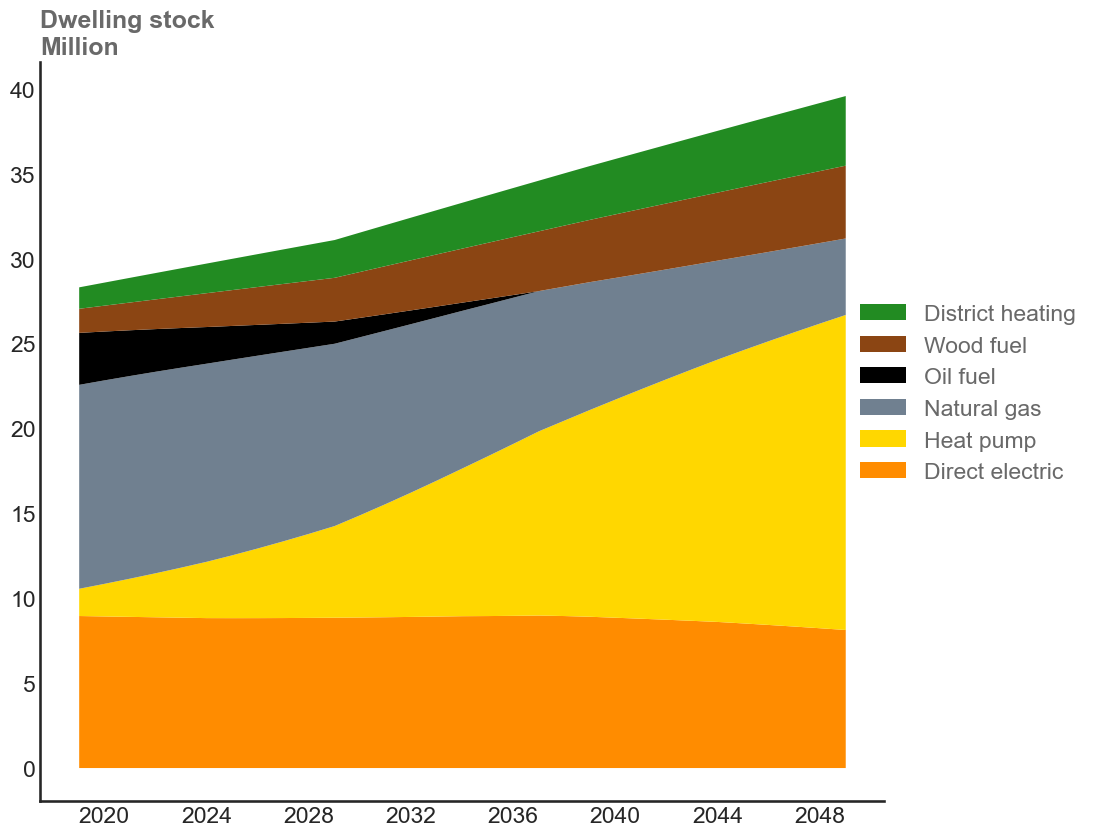 Dwelling stock
Million
40
35
30
25
20
15
10
5
0
District heating
Wood fuel
Oil fuel
Natural gas
Heat pump
Direct electric
2020 2024 2028 2032 2036 2040 2044 2048